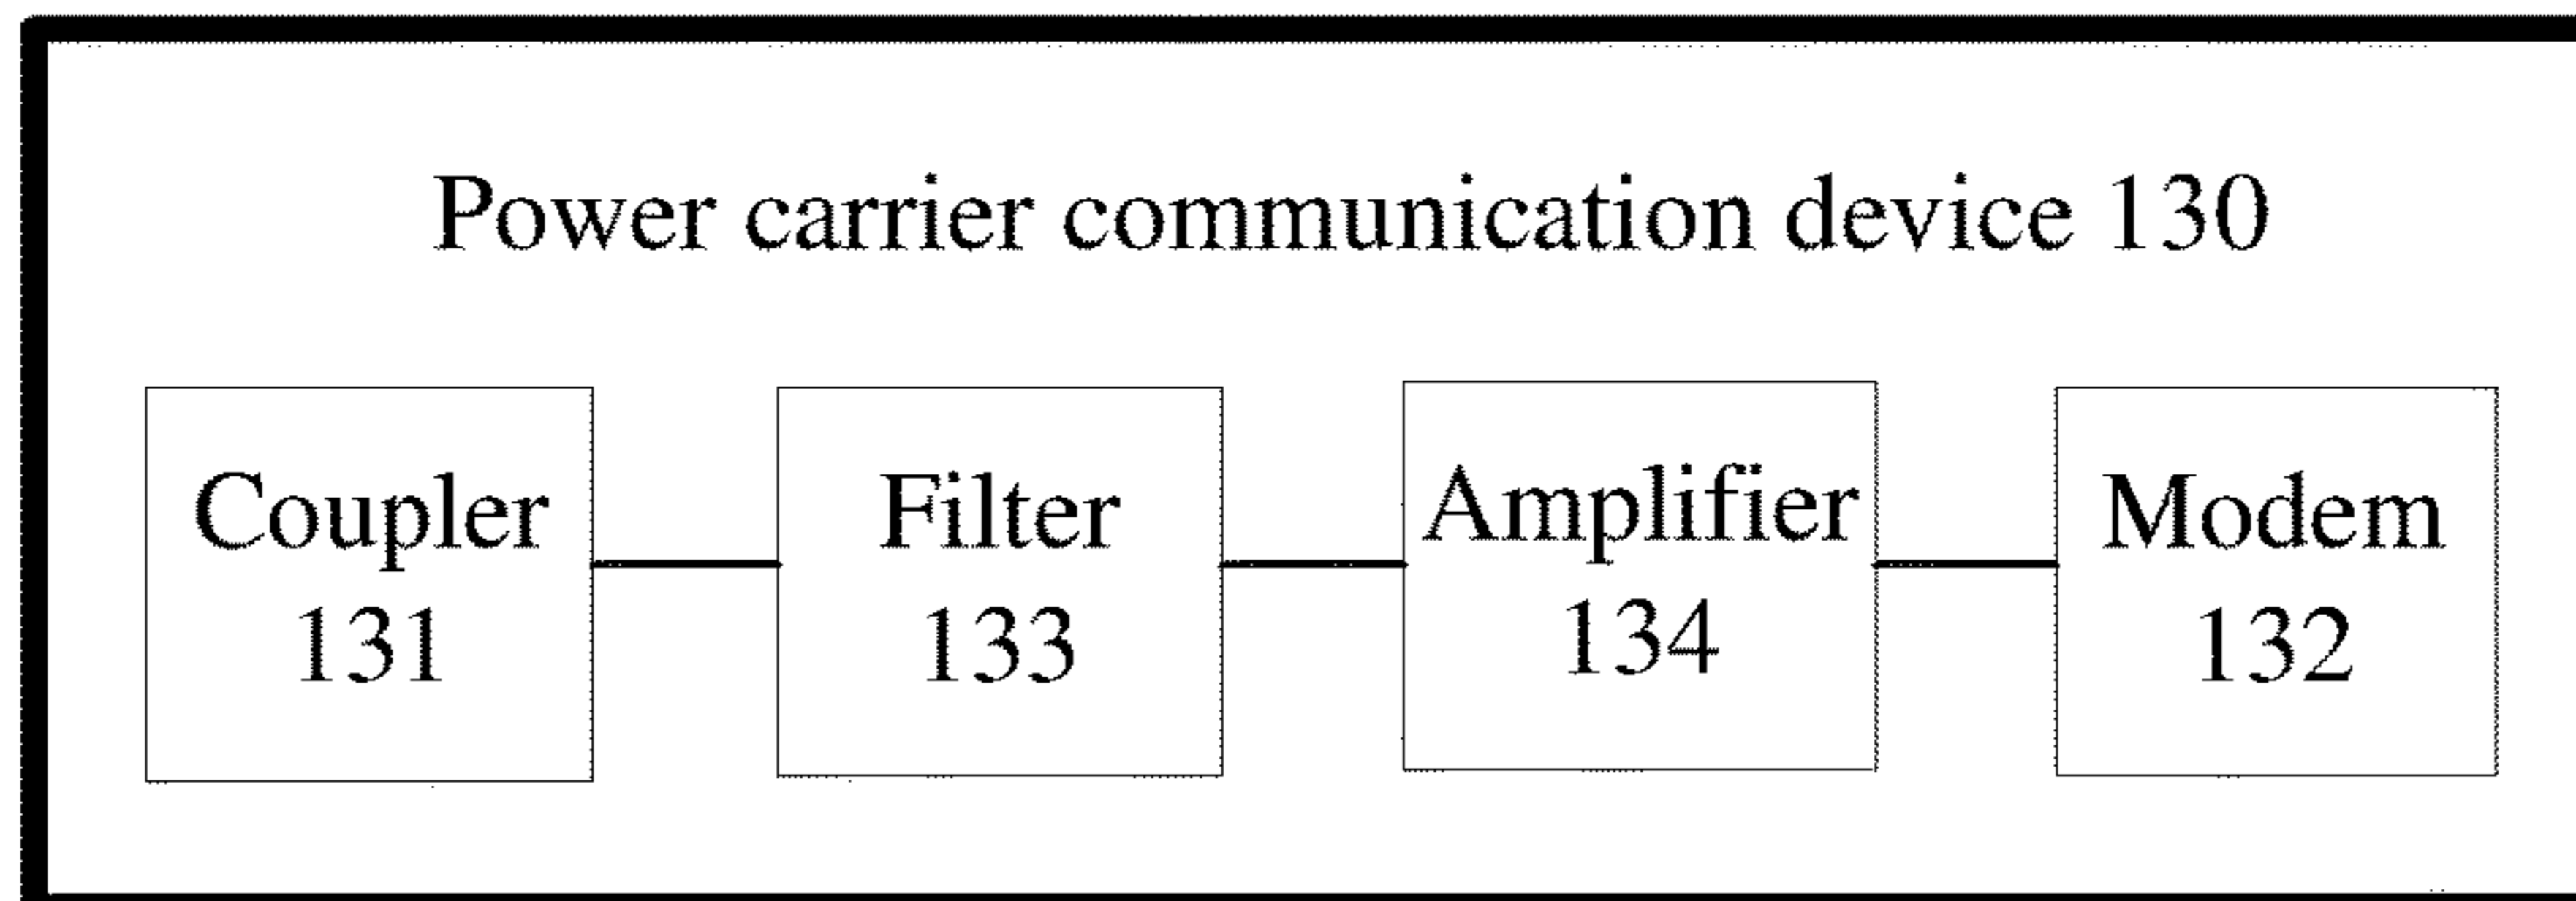 Power carrier communication device 130
Coupler
131
Filter
133
Amplifier
134
Modem
132